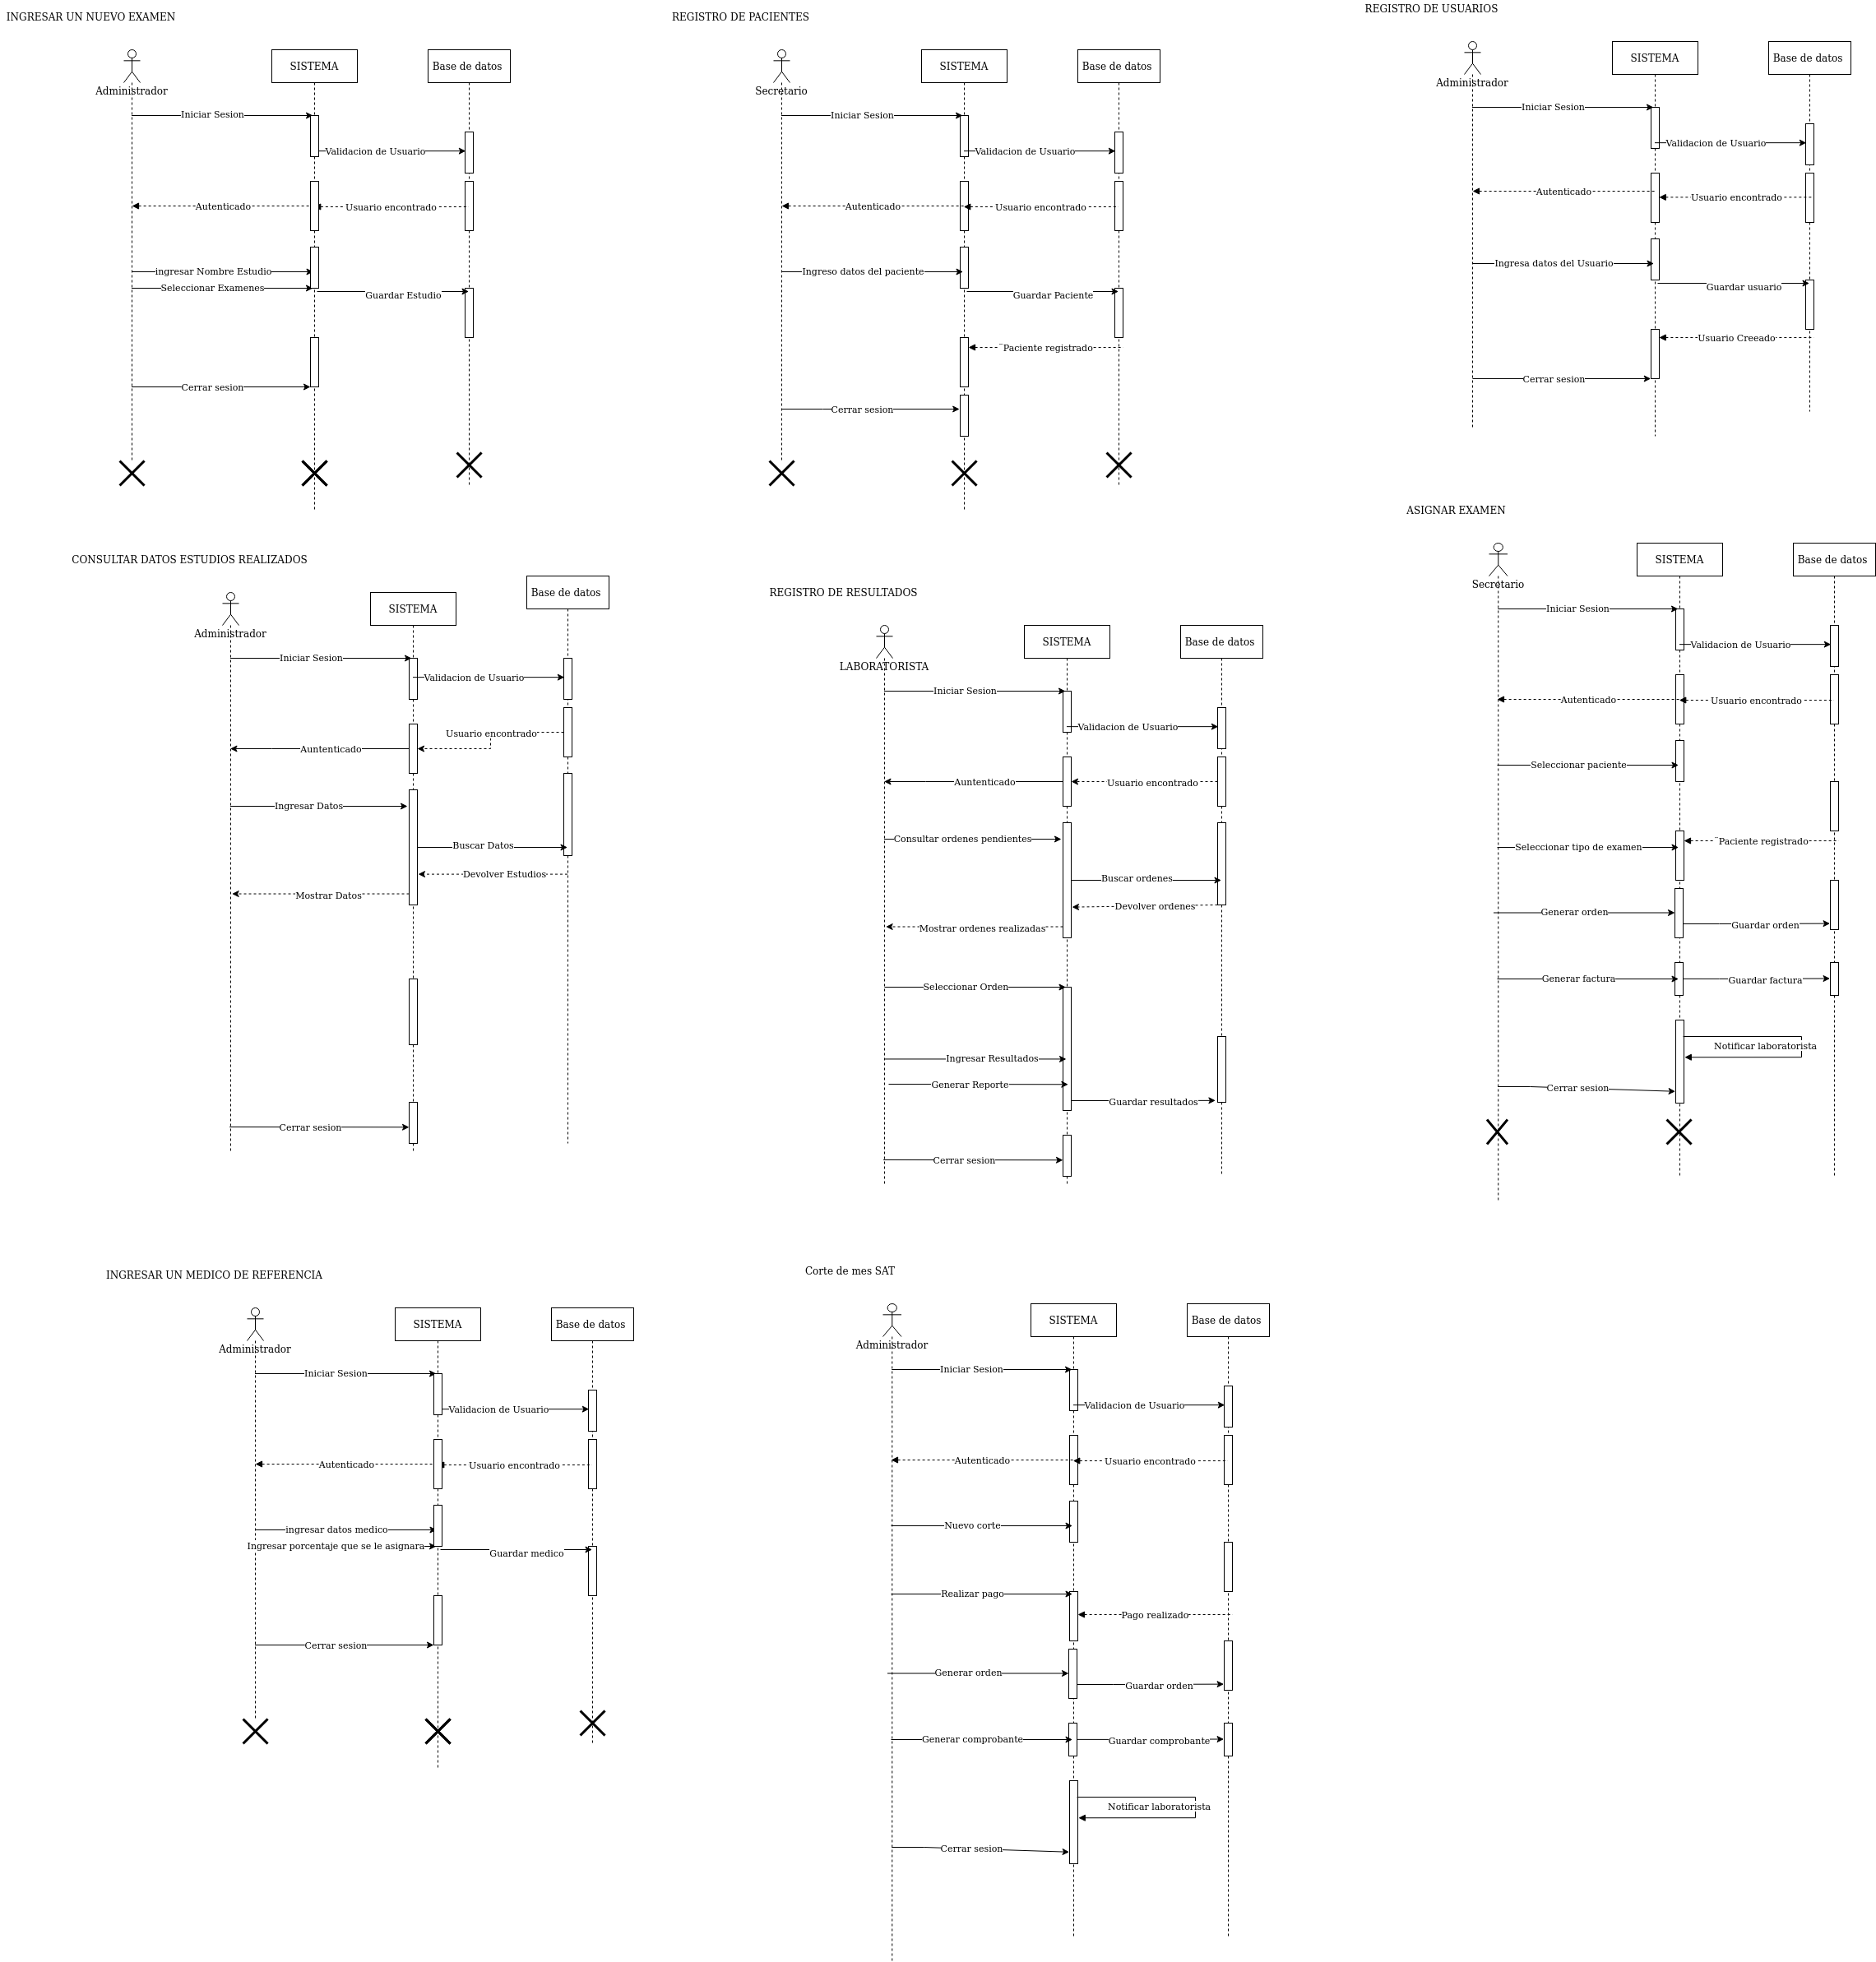 INGRESAR UN NUEVO EXAMEN
SISTEMA
Base de datos
Administrador
Iniciar Sesion
Validacion de Usuario
Autenticado
Usuario encontrado
ingresar Nombre Estudio
Seleccionar Examenes
Guardar Estudio
Cerrar sesion
REGISTRO DE PACIENTES
SISTEMA
Base de datos
Secretario
Iniciar Sesion
Validacion de Usuario
Autenticado
Usuario encontrado
Ingreso datos del paciente
Guardar Paciente
¨Paciente registrado
Cerrar sesion
REGISTRO DE USUARIOS
SISTEMA
Base de datos
Administrador
Iniciar Sesion
Validacion de Usuario
Autenticado
Usuario encontrado
Ingresa datos del Usuario
Guardar usuario
Usuario Creeado
Cerrar sesion
CONSULTAR DATOS ESTUDIOS REALIZADOS
Base de datos
SISTEMA
Administrador
Iniciar Sesion
Validacion de Usuario
Usuario encontrado
Auntenticado
Ingresar Datos
Buscar Datos
Devolver Estudios
Mostrar Datos
Cerrar sesion
REGISTRO DE RESULTADOS
SISTEMA
Base de datos
LABORATORISTA
Iniciar Sesion
Validacion de Usuario
Auntenticado
Usuario encontrado
Consultar ordenes pendientes
Buscar ordenes
Devolver ordenes
Mostrar ordenes realizadas
Seleccionar Orden
Ingresar Resultados
Generar Reporte
Guardar resultados
Cerrar sesion
ASIGNAR EXAMEN
SISTEMA
Base de datos
Secretario
Iniciar Sesion
Validacion de Usuario
Autenticado
Usuario encontrado
Seleccionar paciente
¨Paciente registrado
Seleccionar tipo de examen
Generar orden
Guardar orden
Generar factura
Guardar factura
Notificar laboratorista
Cerrar sesion
INGRESAR UN MEDICO DE REFERENCIA
SISTEMA
Base de datos
Administrador
Iniciar Sesion
Validacion de Usuario
Autenticado
Usuario encontrado
ingresar datos medico
Ingresar porcentaje que se le asignara
Guardar medico
Cerrar sesion
Corte de mes SAT
SISTEMA
Base de datos
Administrador
Iniciar Sesion
Validacion de Usuario
Autenticado
Usuario encontrado
Nuevo corte
Realizar pago
Pago realizado
Generar orden
Guardar orden
Generar comprobante
Guardar comprobante
Notificar laboratorista
Cerrar sesion